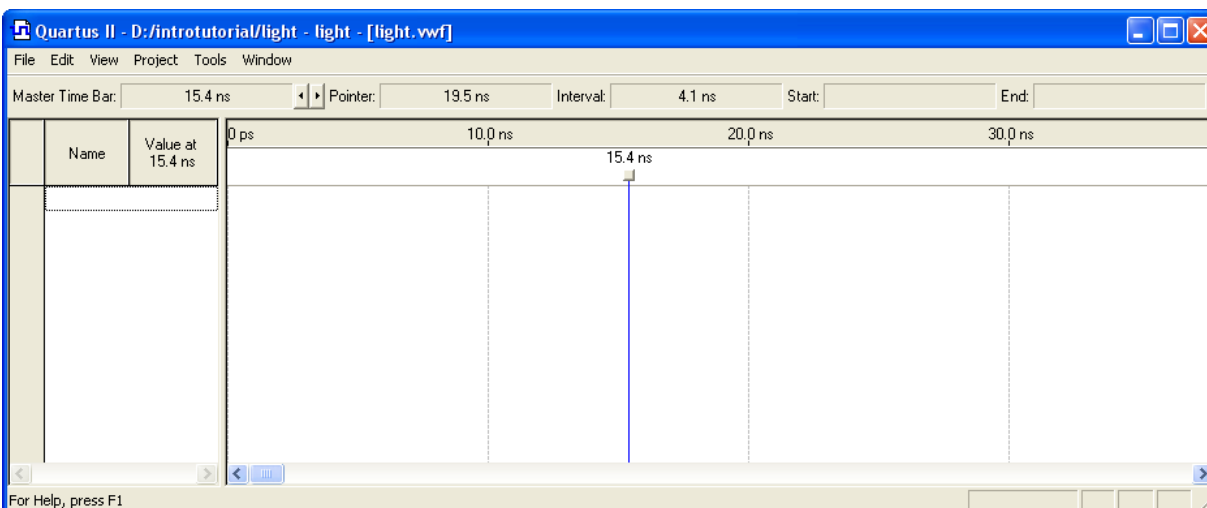 Quartus II - D:/introtutorial/light - light - [light.vwf]
File Edit View Project Tools Window
Master Time Bar: 15.4 ns Pointer: 19.5 ns Interval: 4.1 ns Start: End:
Name
Value at
15.4 ns
0 ps 10.0 ns 20.0 ns 30.0 ns
15.4 ns
For Help, press F1